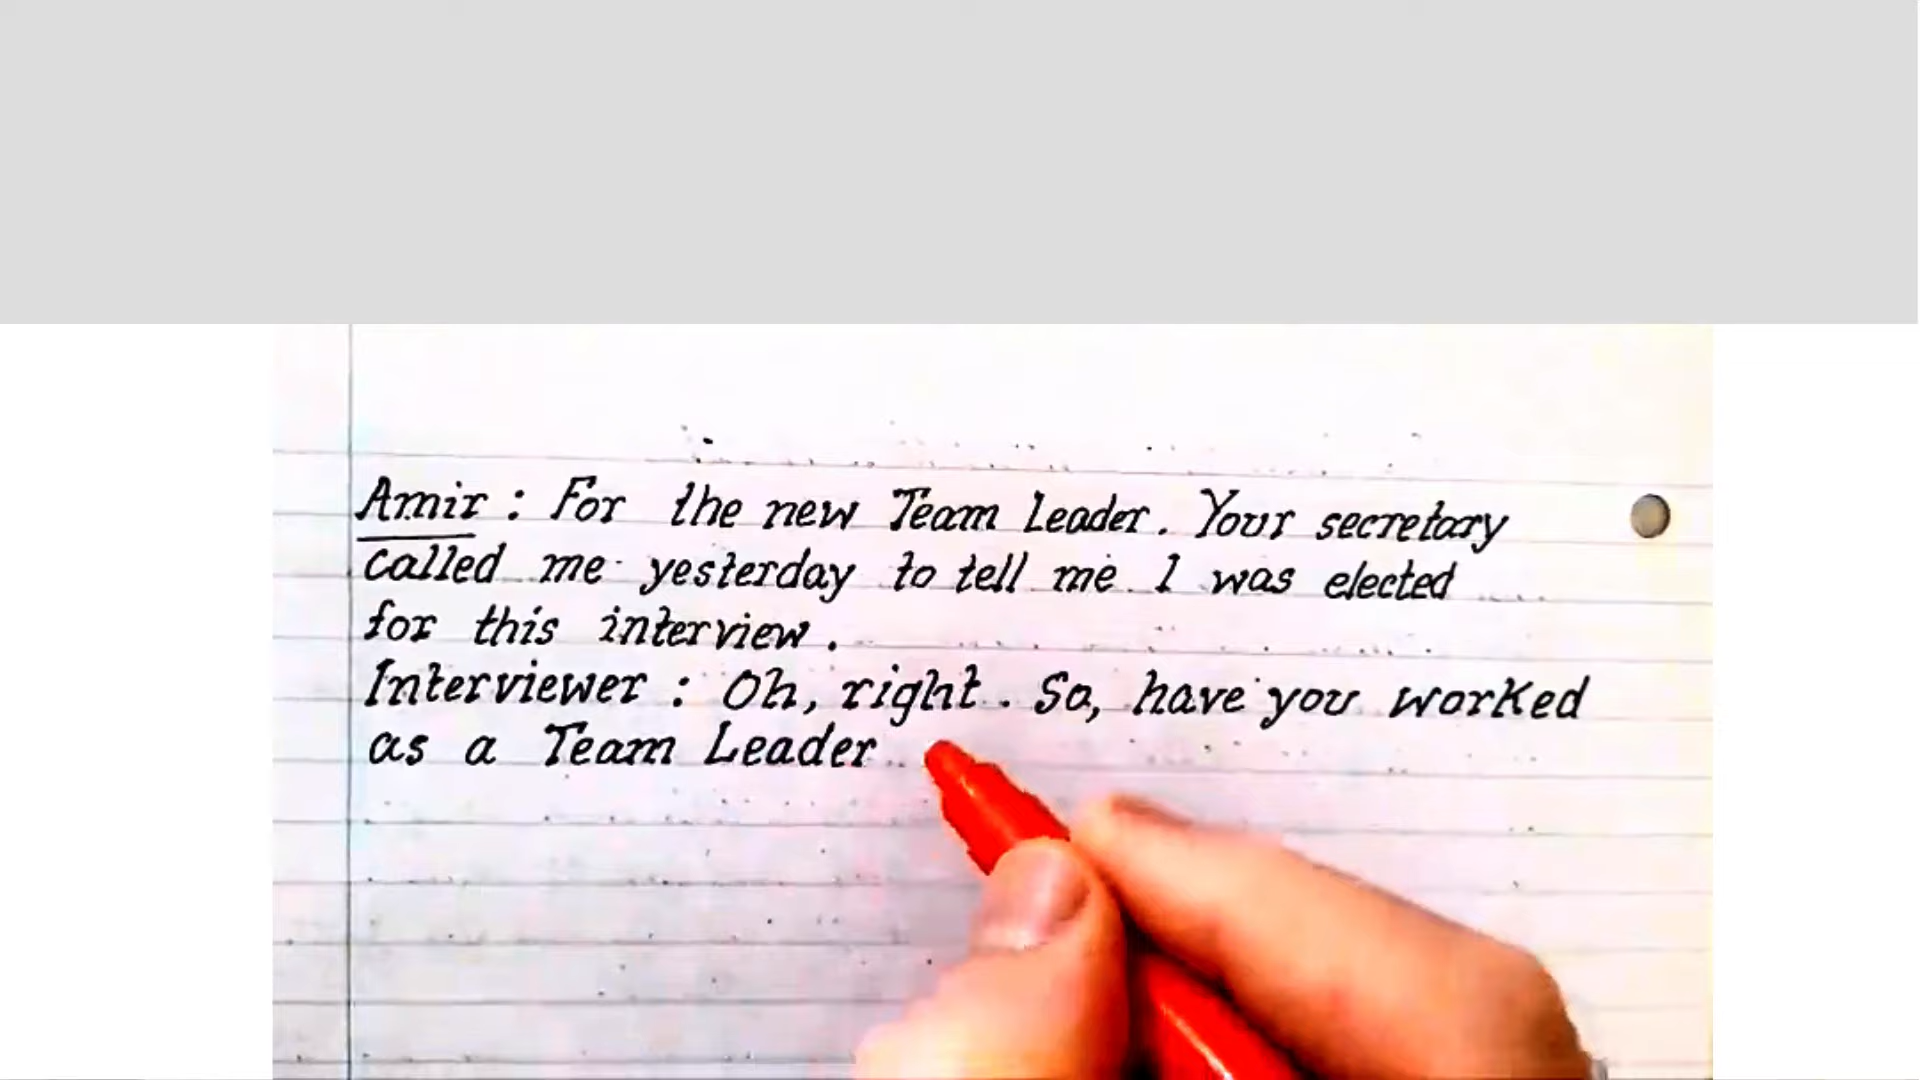 Amir : For the new Team Leader. Your secretary
called me yesterday to tell me I was elected
for this interview.
Interviewer : Oh, right. So, have you worked
as a Team Leader